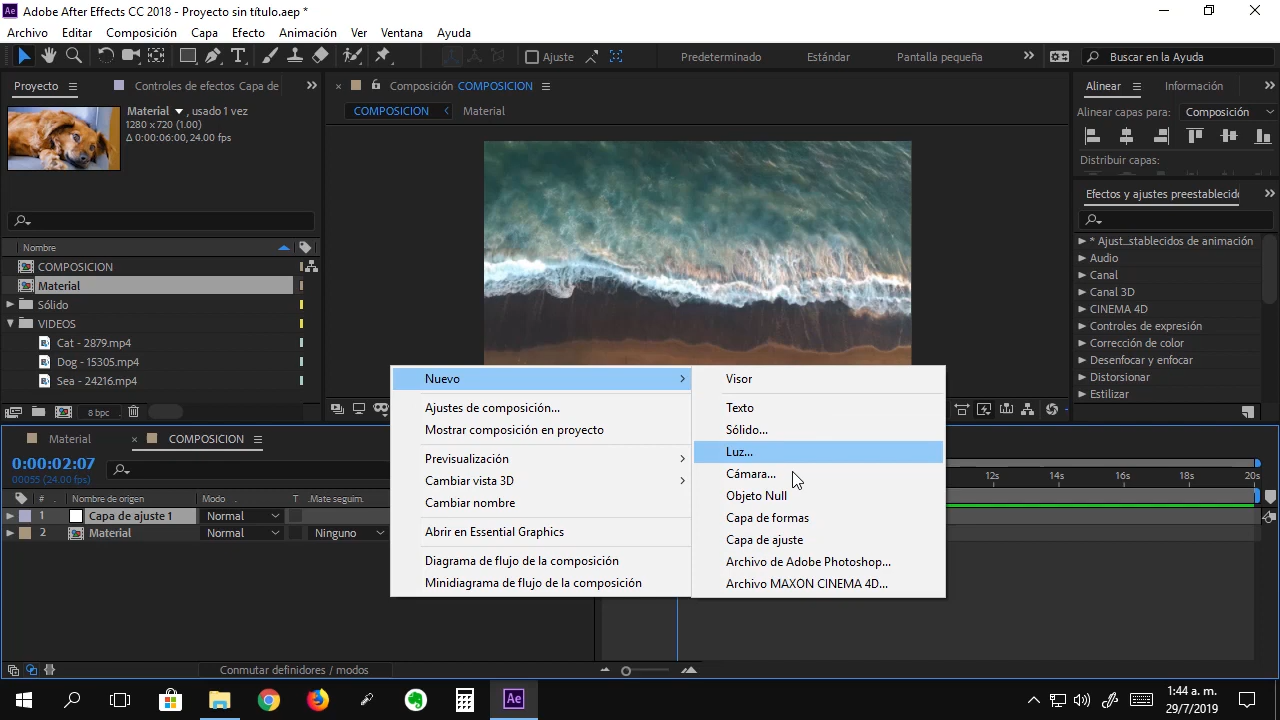 Adobe After Effects CC 2018 - Proyecto sin título.aep *
Archivo Editar Composición Capa Efecto Animación Ver Ventana Ayuda
Ajuste Predeterminado Estándar Pantalla pequeña Buscar en la Ayuda
Proyecto Controles de efectos Capa de
Composición COMPOSICION
Alinear Información
Material , usado 1 vez
1280 x 720 (1.00)
Δ 0:00:06:00, 24.00 fps
COMPOSICION Material
Alinear capas para: Composición
Distribuir capas:
Efectos y ajustes preestablecid
Nombre
COMPOSICION
Material
Sólido
VIDEOS
Cat - 2879.mp4
Dog - 15305.mp4
Sea - 24216.mp4
8 bpc
* Ajust...stablecidos de animación
Audio
Canal
Canal 3D
CINEMA 4D
Controles de expresión
Corrección de color
Desenfocar y enfocar
Distorsionar
Estilizar
Nuevo
Ajustes de composición...
Mostrar composición en proyecto
Previsualización
Cambiar vista 3D
Cambiar nombre
Abrir en Essential Graphics
Diagrama de flujo de la composición
Minidiagrama de flujo de la composición
Visor
Texto
Sólido...
Luz...
Cámara...
Objeto Null
Capa de formas
Capa de ajuste
Archivo de Adobe Photoshop...
Archivo MAXON CINEMA 4D...
Material COMPOSICION
0:00:02:07
00055 (24.00 fps)
12s 14s 16s 18s 20s
# Nombre de origen Modo T Mate seguim.
1 Capa de ajuste 1 Normal
2 Material Normal Ninguno
Conmutar definidores / modos
Ae
1:44 a. m.
29/7/2019